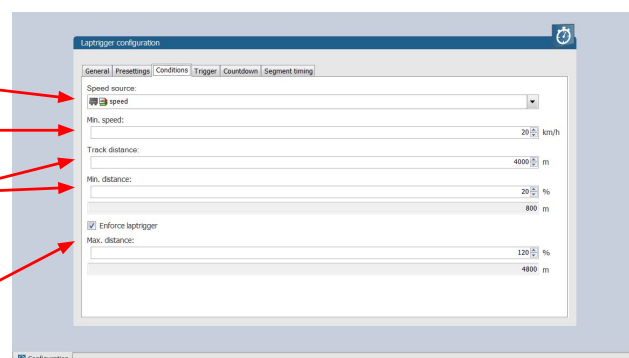 Laptrigger configuration
General Presettings Conditions Trigger Countdown Segment timing
Speed source:
speed
Min. speed:
20 km/h
Track distance:
4000 m
Min. distance:
20 %
800 m
Enforce laptrigger
Max. distance:
120 %
4800 m
Configuration